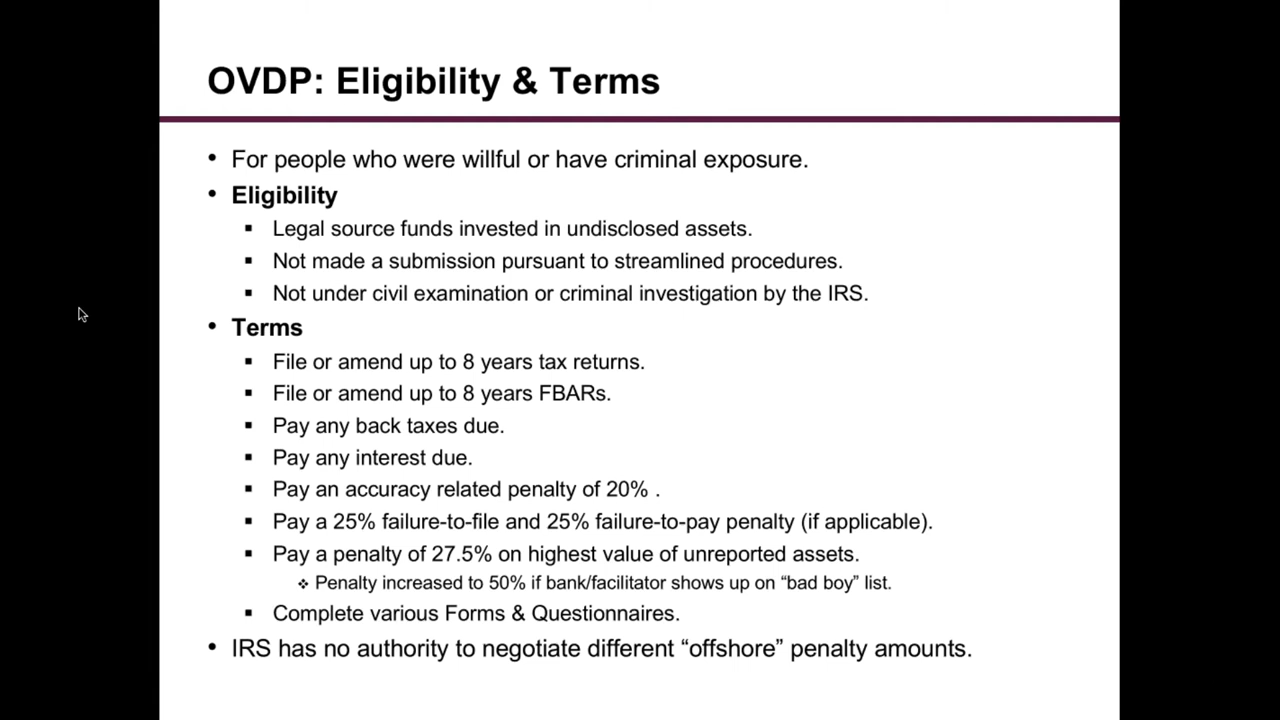 OVDP: Eligibility & Terms
• For people who were willful or have criminal exposure.
• Eligibility
▪ Legal source funds invested in undisclosed assets.
▪ Not made a submission pursuant to streamlined procedures.
▪ Not under civil examination or criminal investigation by the IRS.
• Terms
▪ File or amend up to 8 years tax returns.
▪ File or amend up to 8 years FBARs.
▪ Pay any back taxes due.
▪ Pay any interest due.
▪ Pay an accuracy related penalty of 20% .
▪ Pay a 25% failure-to-file and 25% failure-to-pay penalty (if applicable).
▪ Pay a penalty of 27.5% on highest value of unreported assets.
❖ Penalty increased to 50% if bank/facilitator shows up on “bad boy” list.
▪ Complete various Forms & Questionnaires.
• IRS has no authority to negotiate different “offshore” penalty amounts.